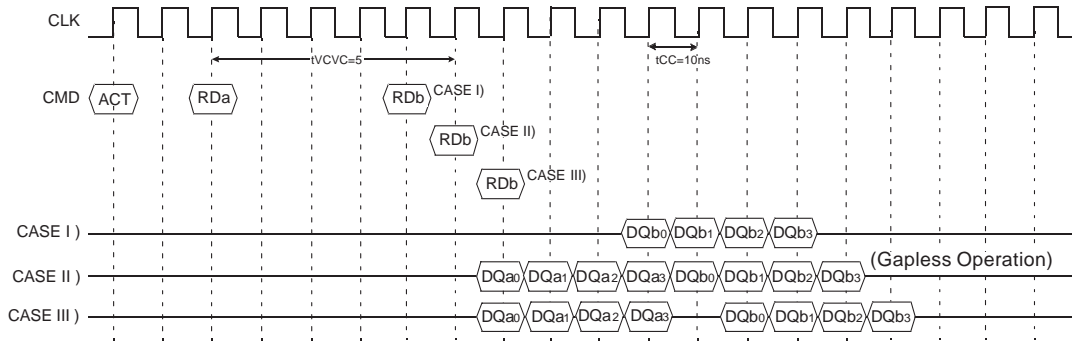 CLK
tVCVC=5
tCC=10ns
CMD ACT RDa RDb CASE I)
RDb CASE II)
RDb CASE III)
CASE I ) DQb0 DQb1 DQb2 DQb3
(Gapless Operation)
CASE II ) DQa0 DQa1 DQa2 DQa3 DQb0 DQb1 DQb2 DQb3
CASE III ) DQa0 DQa1 DQa2 DQa3 DQb0 DQb1 DQb2 DQb3